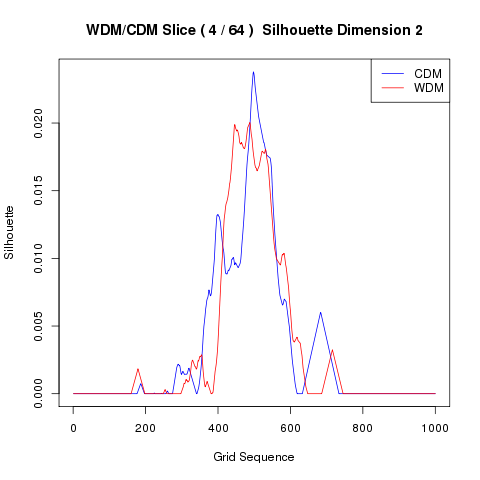 WDM/CDM Slice ( 4 / 64 )  Silhouette Dimension 2
CDM
WDM
Silhouette
0.020
0.015
0.010
0.005
0.000
0 200 400 600 800 1000
Grid Sequence